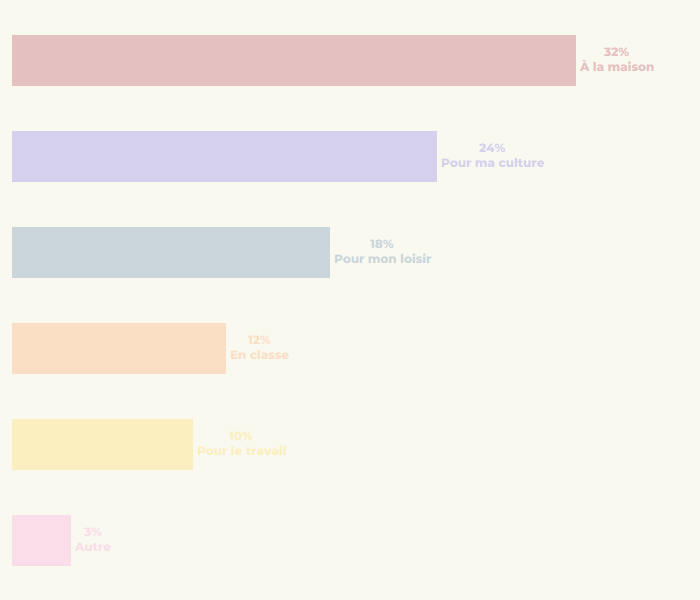 32%
À la maison
24%
Pour ma culture
18%
Pour mon loisir
12%
En classe
10%
Pour le travail
3%
Autre